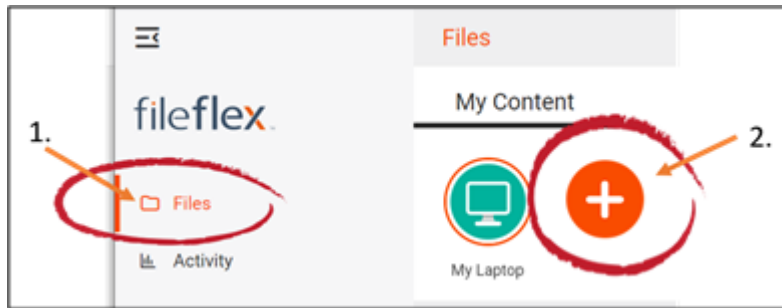 Files
fileflex
My Content
1.
2.
Files
Activity
My Laptop